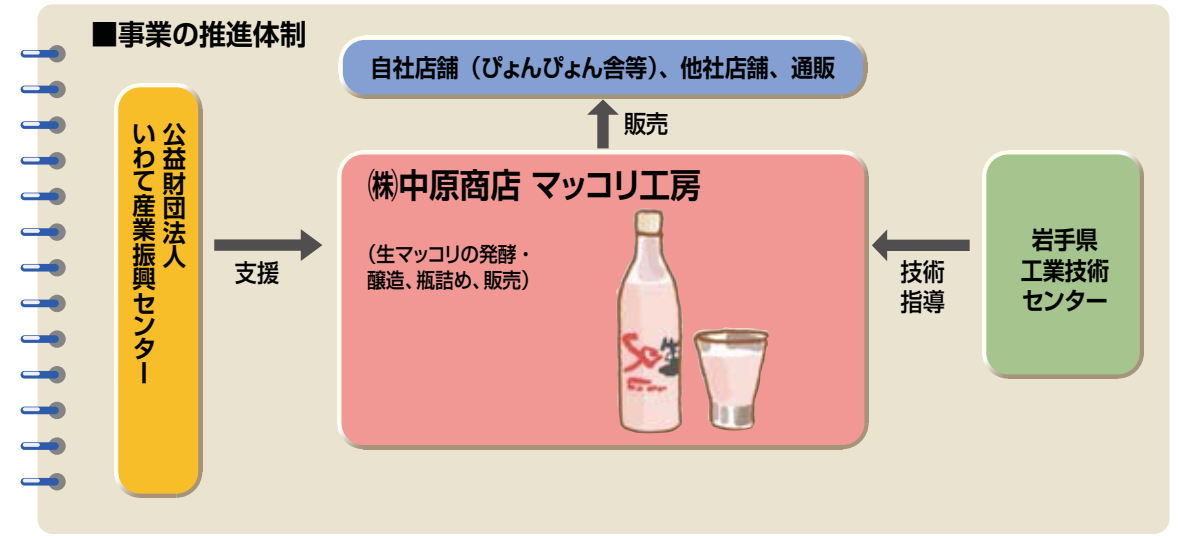 ■事業の推進体制
自社店舗（ぴょんぴょん舎等）、他社店舗、通販
販売
公益財団法人
いわて産業振興センター
支援
㈱中原商店 マッコリ工房
（生マッコリの発酵・
醸造、瓶詰め、販売）
生
技術
指導
岩手県
工業技術
センター